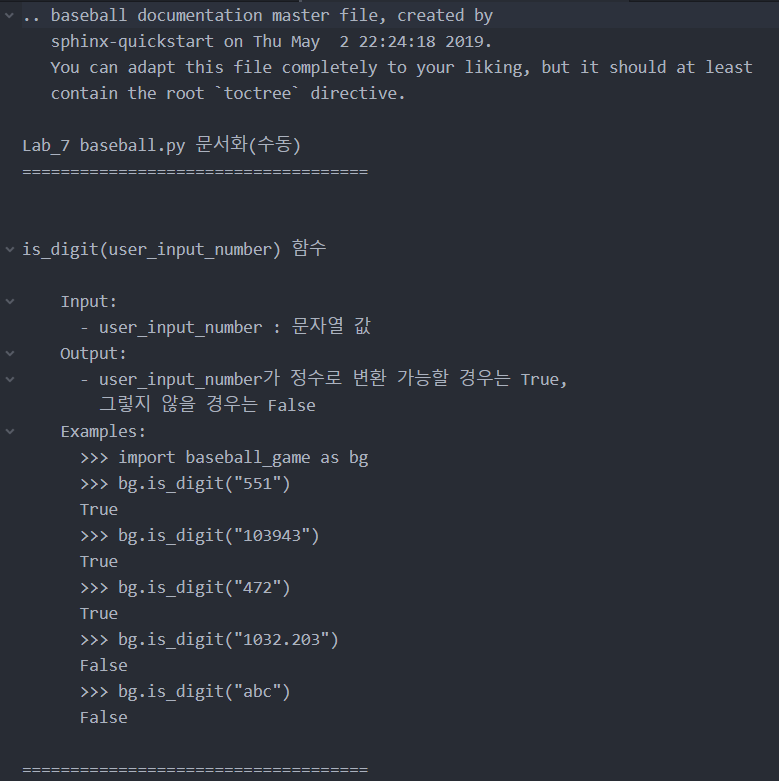 .. baseball documentation master file, created by
   sphinx-quickstart on Thu May  2 22:24:18 2019.
   You can adapt this file completely to your liking, but it should at least
   contain the root `toctree` directive.

Lab_7 baseball.py 문서화(수동)
====================================


is_digit(user_input_number) 함수

    Input:
      - user_input_number : 문자열 값
    Output:
      - user_input_number가 정수로 변환 가능할 경우는 True,
        그렇지 않을 경우는 False
    Examples:
      >>> import baseball_game as bg
      >>> bg.is_digit("551")
      True
      >>> bg.is_digit("103943")
      True
      >>> bg.is_digit("472")
      True
      >>> bg.is_digit("1032.203")
      False
      >>> bg.is_digit("abc")
      False

====================================